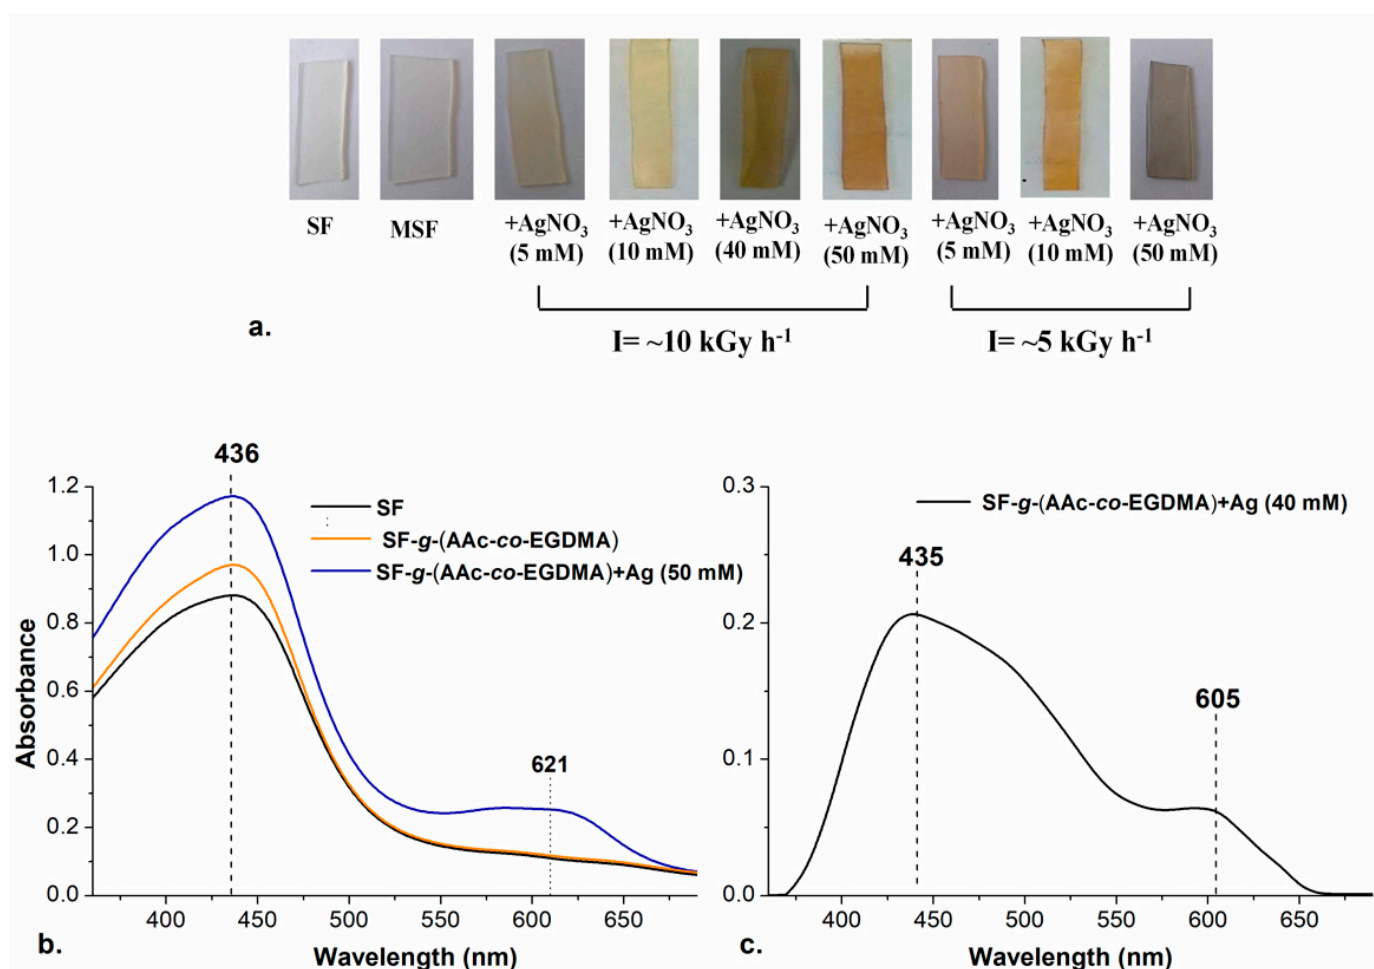 SF
MSF
+AgNO3
(5 mM)
+AgNO3
(10 mM)
+AgNO3
(40 mM)
+AgNO3
(50 mM)
+AgNO3
(5 mM)
+AgNO3
(10 mM)
+AgNO3
(50 mM)
a.
I= ~10 kGy h-1
I= ~5 kGy h-1
436
621
SF
SF-g-(AAc-co-EGDMA)
SF-g-(AAc-co-EGDMA)+Ag (50 mM)
Absorbance
1.2
1.0
0.8
0.6
0.4
0.2
0.0
400
450
500
550
600
650
b.
Wavelength (nm)
SF-g-(AAc-co-EGDMA)+Ag (40 mM)
435
605
0.3
0.2
0.1
0.0
400
450
500
550
600
650
c.
Wavelength (nm)